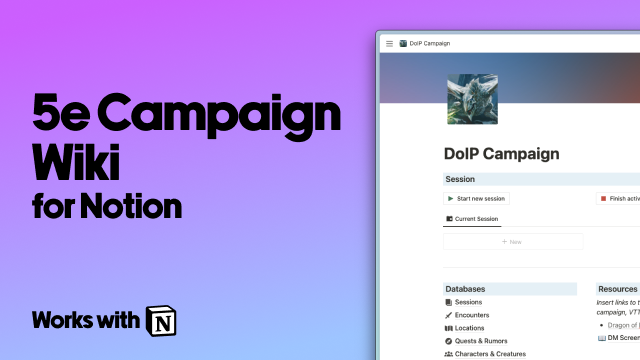 5e Campaign
Wiki
for Notion
Works with N
DoIP Campaign
DoIP Campaign
Session
Start new session
Finish activ
Current Session
+ New
Databases
Resources
Sessions
Encounters
Locations
Quests & Rumors
Characters & Creatures
Insert links to t
campaign, VTT
Dragon of
DM Screen